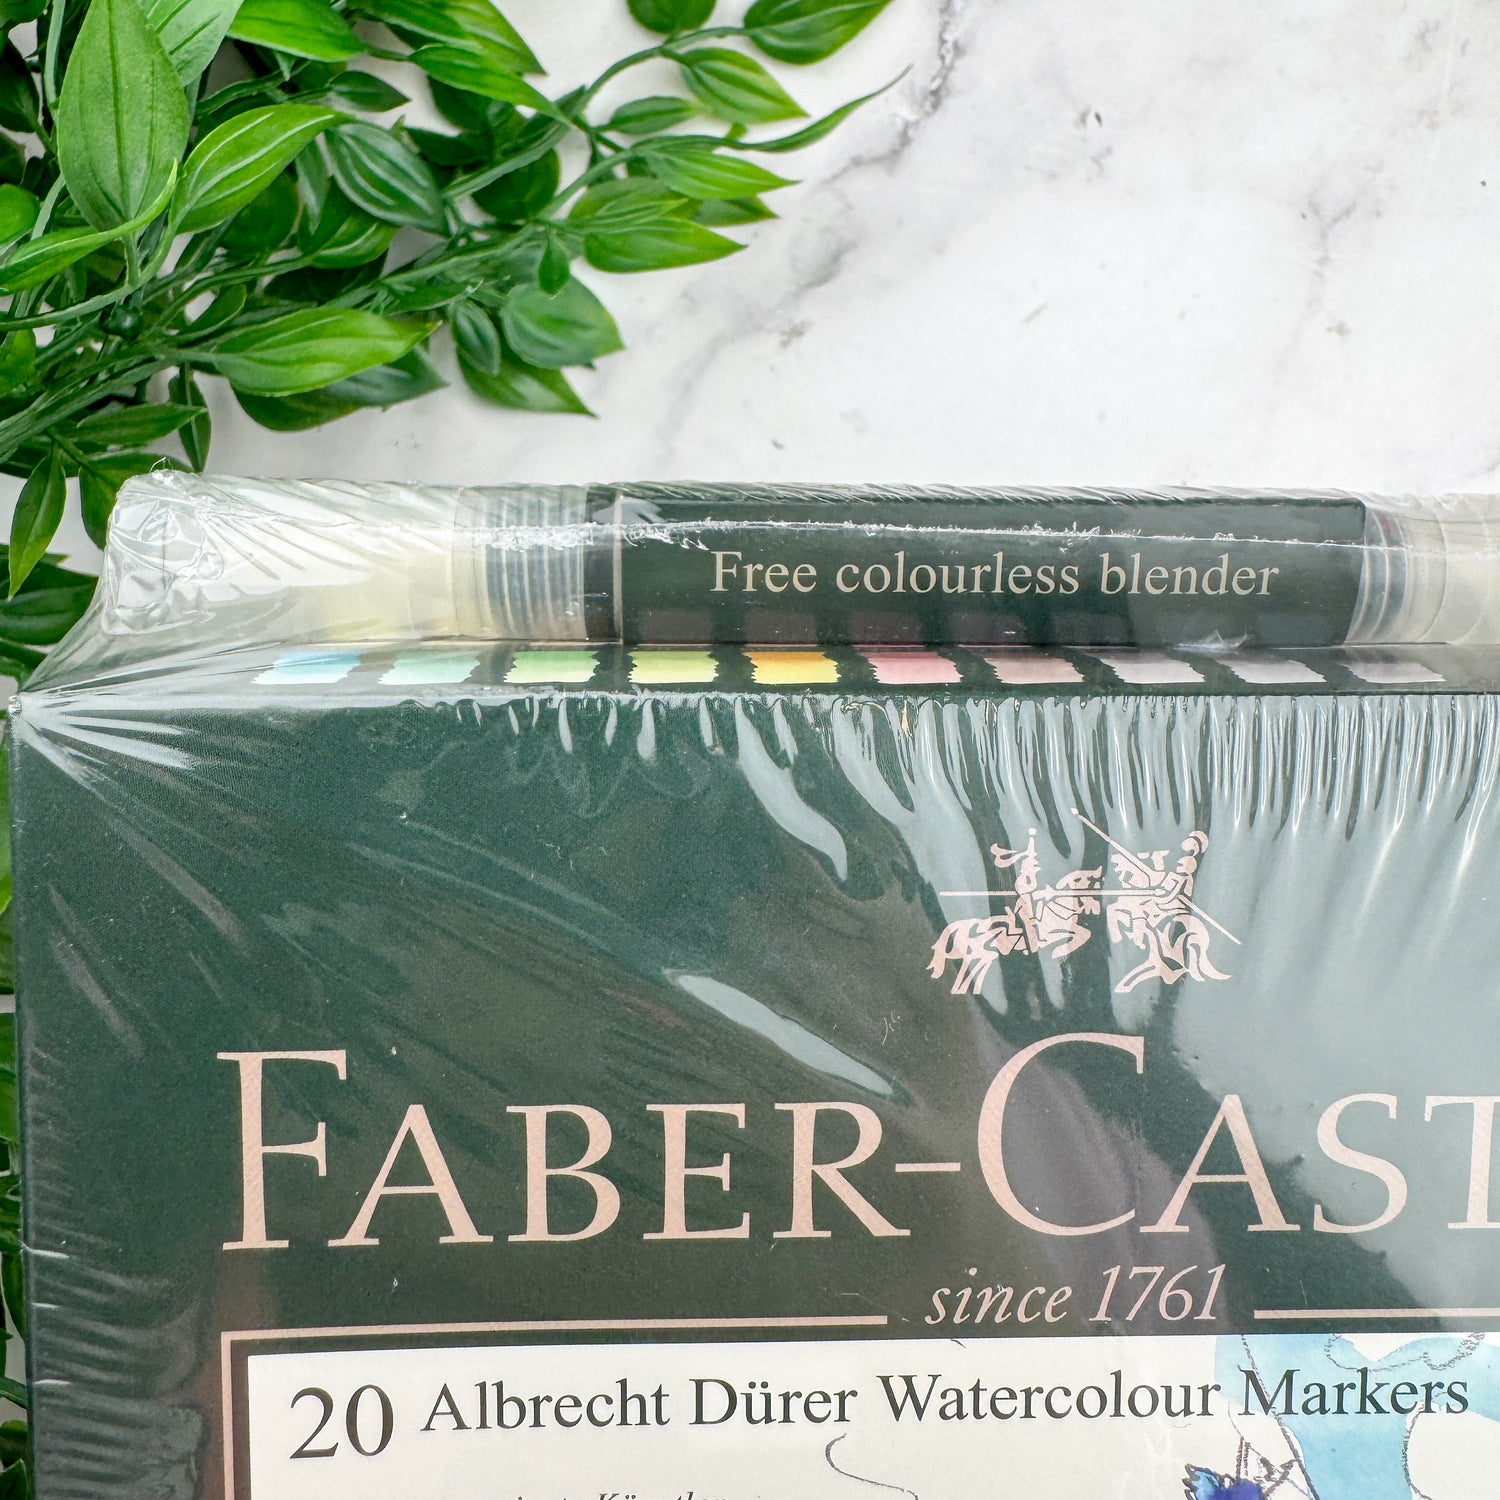 Free colourless blender
FABER-CAST
since 1761
20 Albrecht Dürer Watercolour Markers